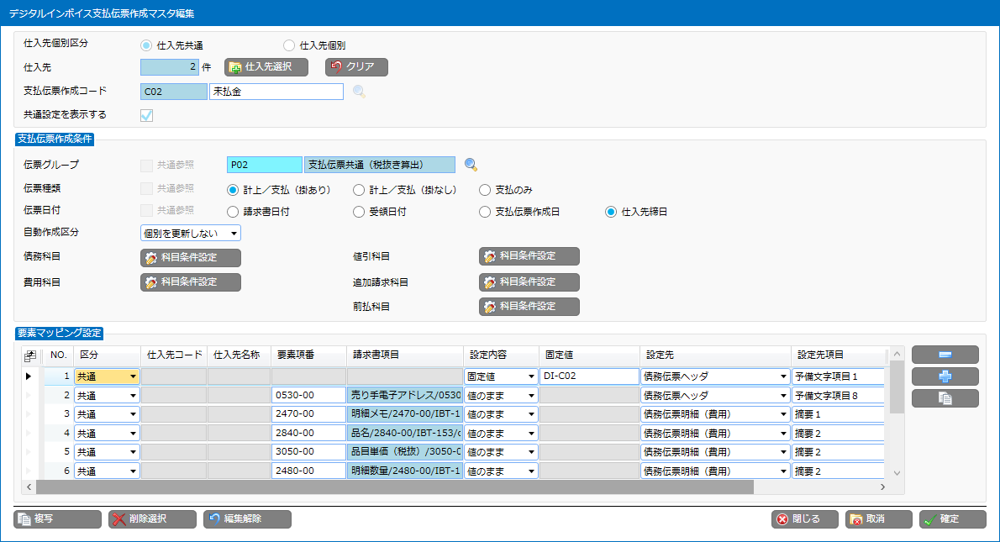 デジタルインボイス支払伝票作成マスタ編集
仕入先個別区分 仕入先共通 仕入先個別
仕入先 2 件 仕入先選択 クリア
支払伝票作成コード C02 未払金
共通設定を表示する
支払伝票作成条件
伝票グループ 共通参照 P02 支払伝票共通（税抜き算出）
伝票種類 共通参照 計上／支払（掛あり） 計上／支払（掛なし） 支払のみ
伝票日付 共通参照 請求書日付 受領日付 支払伝票作成日 仕入先締日
自動作成区分 個別を更新しない
債務科目 科目条件設定 値引科目 科目条件設定
費用科目 科目条件設定 追加請求科目 科目条件設定
前払科目 科目条件設定
要素マッピング設定
NO. 区分 仕入先コード 仕入先名称 要素項番 請求書項目 設定内容 固定値 設定先 設定先項目
1 共通 固定値 DI-C02 債務伝票ヘッダ 予備文字項目１
2 共通 0530-00 売り手電子アドレス/0530 値のまま 債務伝票ヘッダ 予備文字項目８
3 共通 2470-00 明細メモ/2470-00/IBT-1 値のまま 債務伝票明細（費用） 摘要１
4 共通 2840-00 品名/2840-00/IBT-153/c 値のまま 債務伝票明細（費用） 摘要２
5 共通 3050-00 品目単価（税抜）/3050-0 値のまま 債務伝票明細（費用） 摘要２
6 共通 2480-00 明細数量/2480-00/IBT-1 値のまま 債務伝票明細（費用） 摘要２
複写 削除選択 編集解除 閉じる 取消 確定